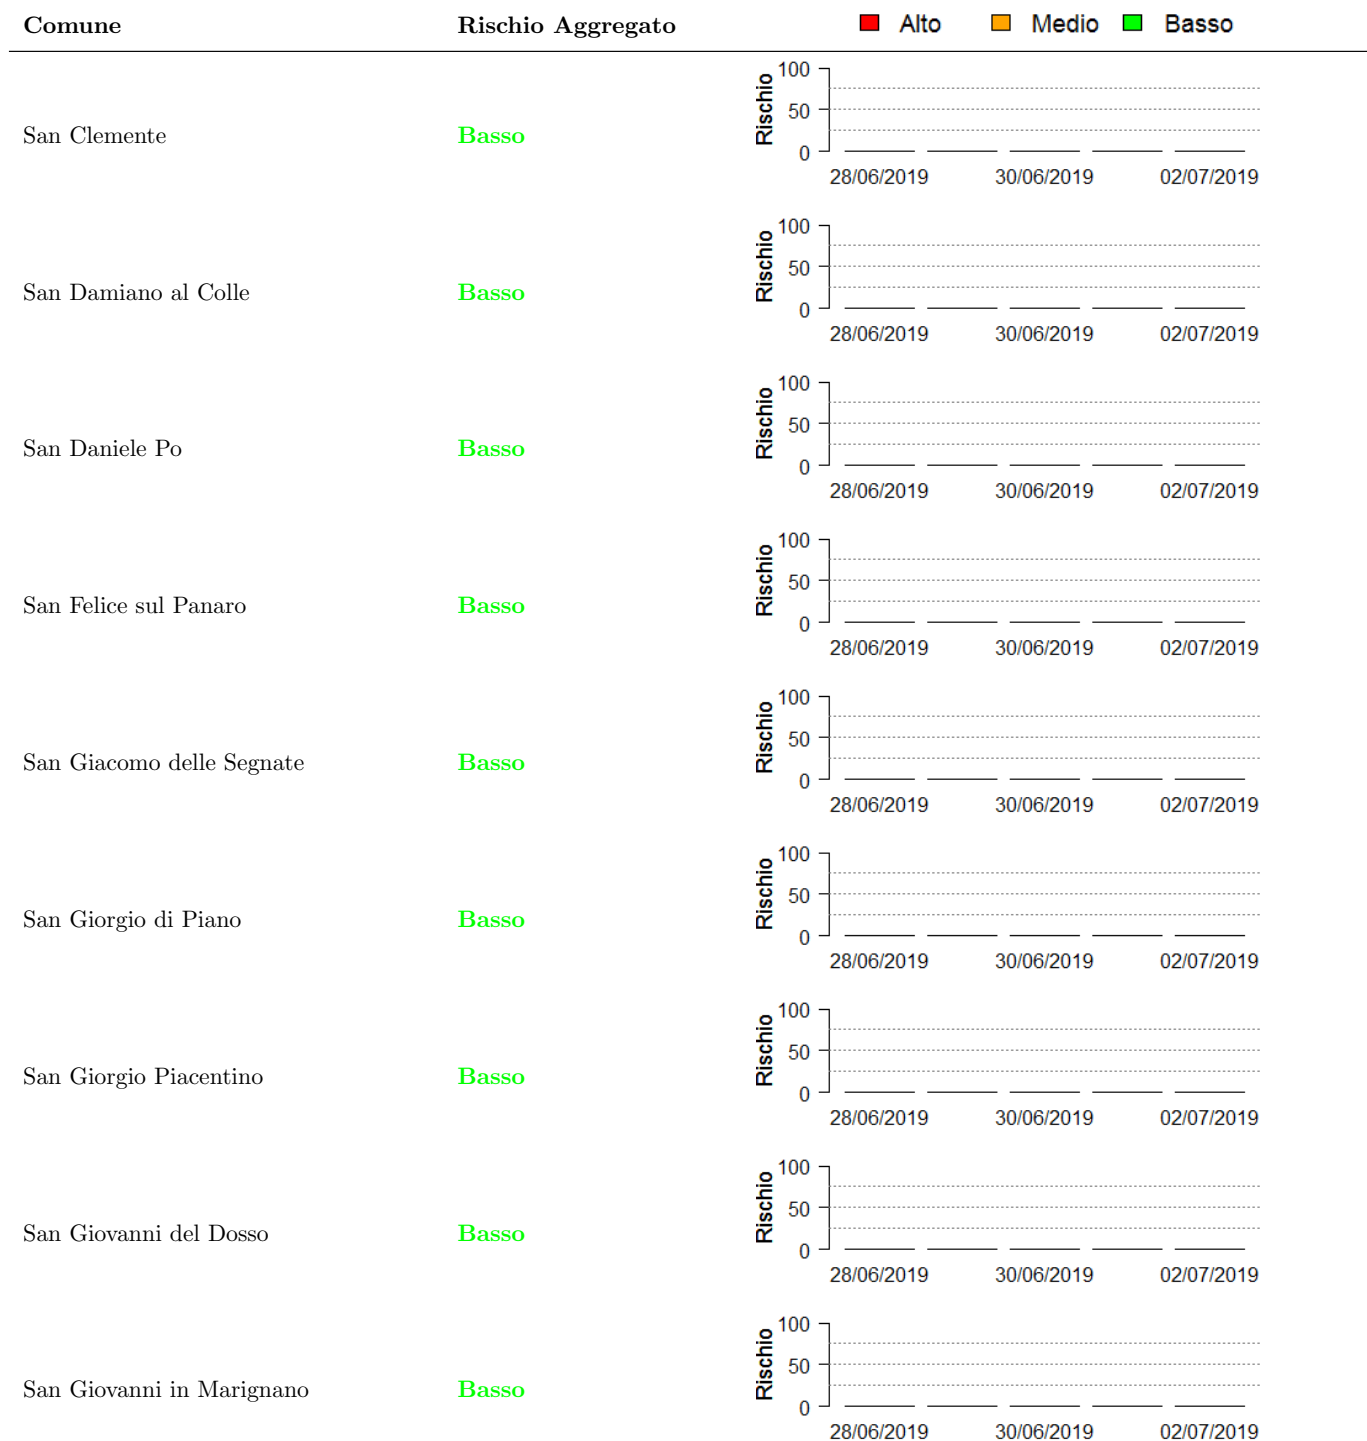 Comune Rischio Aggregato Alto Medio Basso
100
50
0
Rischio
San Clemente Basso
28/06/2019 30/06/2019 02/07/2019
100
50
0
Rischio
San Damiano al Colle Basso
28/06/2019 30/06/2019 02/07/2019
100
50
0
Rischio
San Daniele Po Basso
28/06/2019 30/06/2019 02/07/2019
100
50
0
Rischio
San Felice sul Panaro Basso
28/06/2019 30/06/2019 02/07/2019
100
50
0
Rischio
San Giacomo delle Segnate Basso
28/06/2019 30/06/2019 02/07/2019
100
50
0
Rischio
San Giorgio di Piano Basso
28/06/2019 30/06/2019 02/07/2019
100
50
0
Rischio
San Giorgio Piacentino Basso
28/06/2019 30/06/2019 02/07/2019
100
50
0
Rischio
San Giovanni del Dosso Basso
28/06/2019 30/06/2019 02/07/2019
100
50
0
Rischio
San Giovanni in Marignano Basso
28/06/2019 30/06/2019 02/07/2019